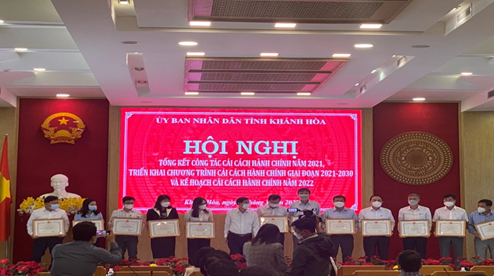 ỦY BAN NHÂN DÂN TỈNH KHÁNH HÒA
HỘI NGHỊ
TỔNG KẾT CÔNG TÁC CẢI CÁCH HÀNH CHÍNH NĂM 2021,
TRIỂN KHAI CHƯƠNG TRÌNH CẢI CÁCH HÀNH CHÍNH GIAI ĐOẠN 2021-2030
VÀ KẾ HOẠCH CẢI CÁCH HÀNH CHÍNH NĂM 2022
Hòa, ngày